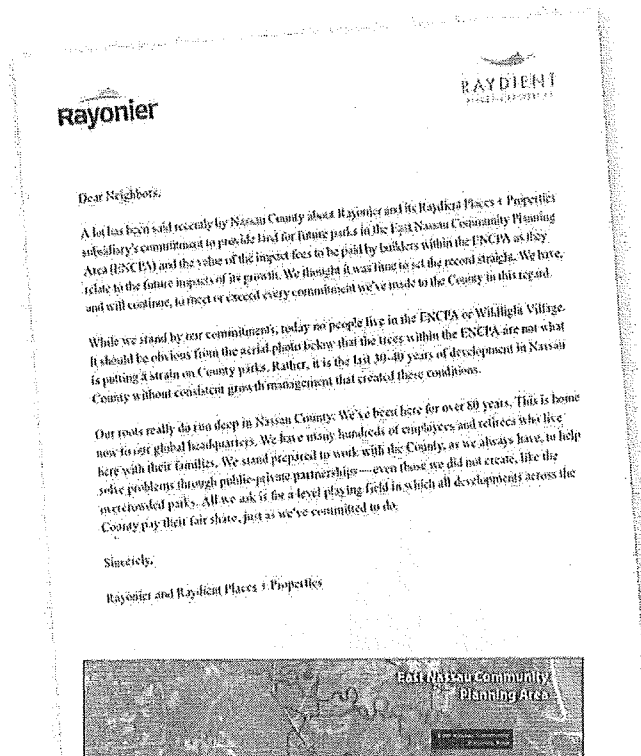 Rayonier
RAYDIENT
PLACES + PROPERTIES
Dear Neighbors,
A lot has been said recently by Nassau County about Rayonier and its Raydient Places + Properties
subsidiary's commitment to provide land for future parks in the East Nassau Community Planning
Area (ENCPA) and the value of the impact fees to be paid by builders within the ENCPA as they
relate to the future impacts of its growth. We thought it was time to set the record straight. We have,
and will continue, to meet or exceed every commitment we've made to the County in this regard.
While we stand by our commitments, today no people live in the ENCPA or Wildlight Village.
It should be obvious from the aerial photo below that the trees within the ENCPA are not what
is putting a strain on County parks. Rather, it is the last 30-40 years of development in Nassau
County without consistent growth management that created these conditions.
Our roots really do run deep in Nassau County: We've been here for over 80 years. This is home
now to our global headquarters. We have many hundreds of employees and retirees who live
here with their families. We stand prepared to work with the County, as we always have, to help
solve problems through public-private partnerships—even those we did not create, like the
overcrowded parks. All we ask is for a level playing field in which all developments across the
County pay their fair share, just as we've committed to do.
Sincerely,
Rayonier and Raydient Places + Properties
East Nassau Community
Planning Area
East Nassau Community
Planning Area